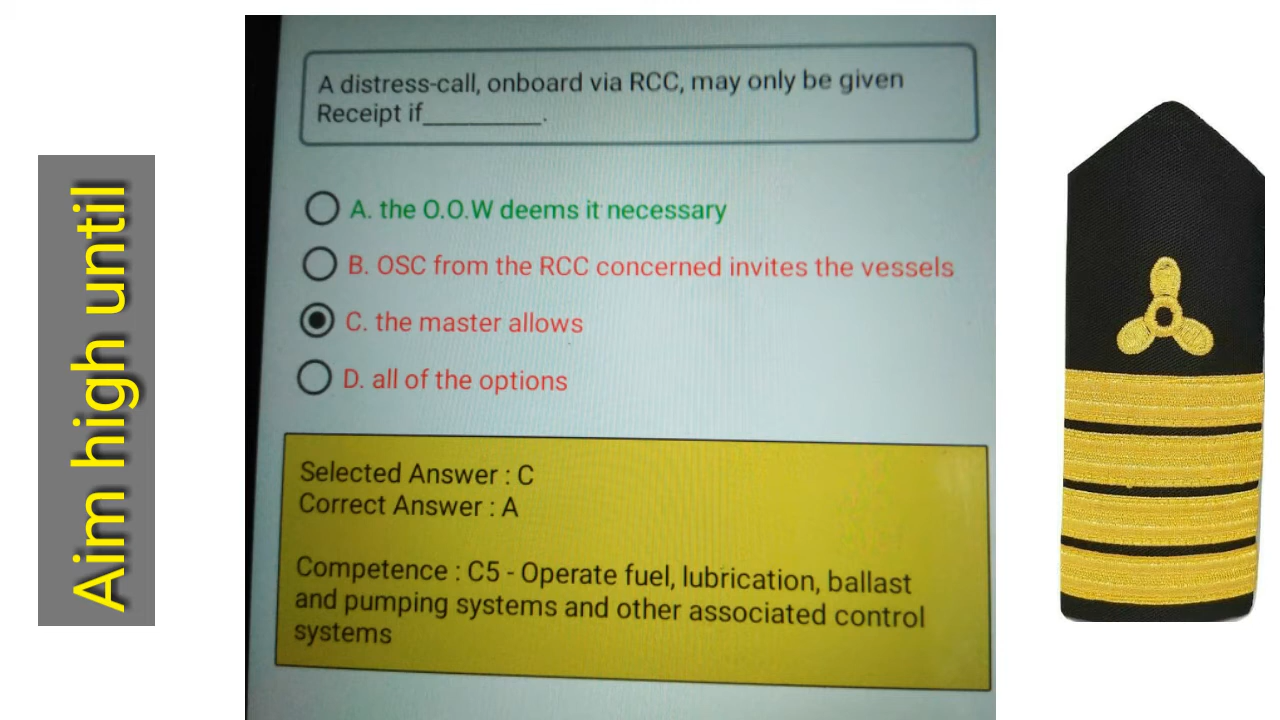 Aim high until
A distress-call, onboard via RCC, may only be given
Receipt if_________.
A. the O.O.W deems it necessary
B. OSC from the RCC concerned invites the vessels
C. the master allows
D. all of the options
Selected Answer : C
Correct Answer : A
Competence : C5 - Operate fuel, lubrication, ballast
and pumping systems and other associated control
systems